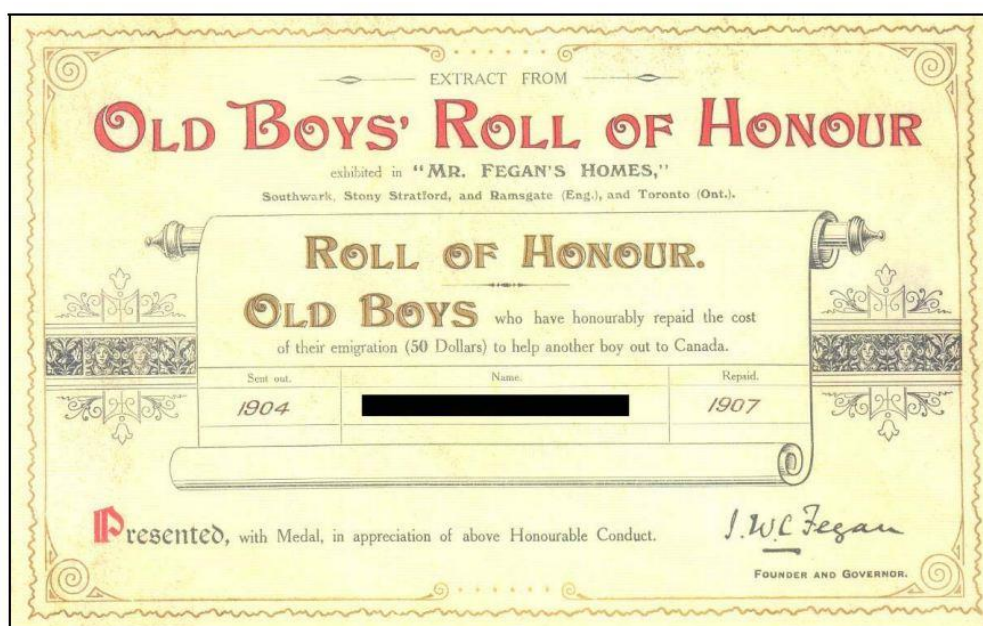 EXTRACT FROM
OLD BOYS' ROLL OF HONOUR
exhibited in "MR. FEGAN'S HOMES,"
Southwark, Stony Stratford, and Ramsgate (Eng.), and Toronto (Ont.).
ROLL OF HONOUR.
OLD BOYS who have honourably repaid the cost
of their emigration (50 Dollars) to help another boy out to Canada.
Sent out. Name. Repaid.
1904 1907
Presented, with Medal, in appreciation of above Honourable Conduct.
J. W. C. Fegan
FOUNDER AND GOVERNOR.